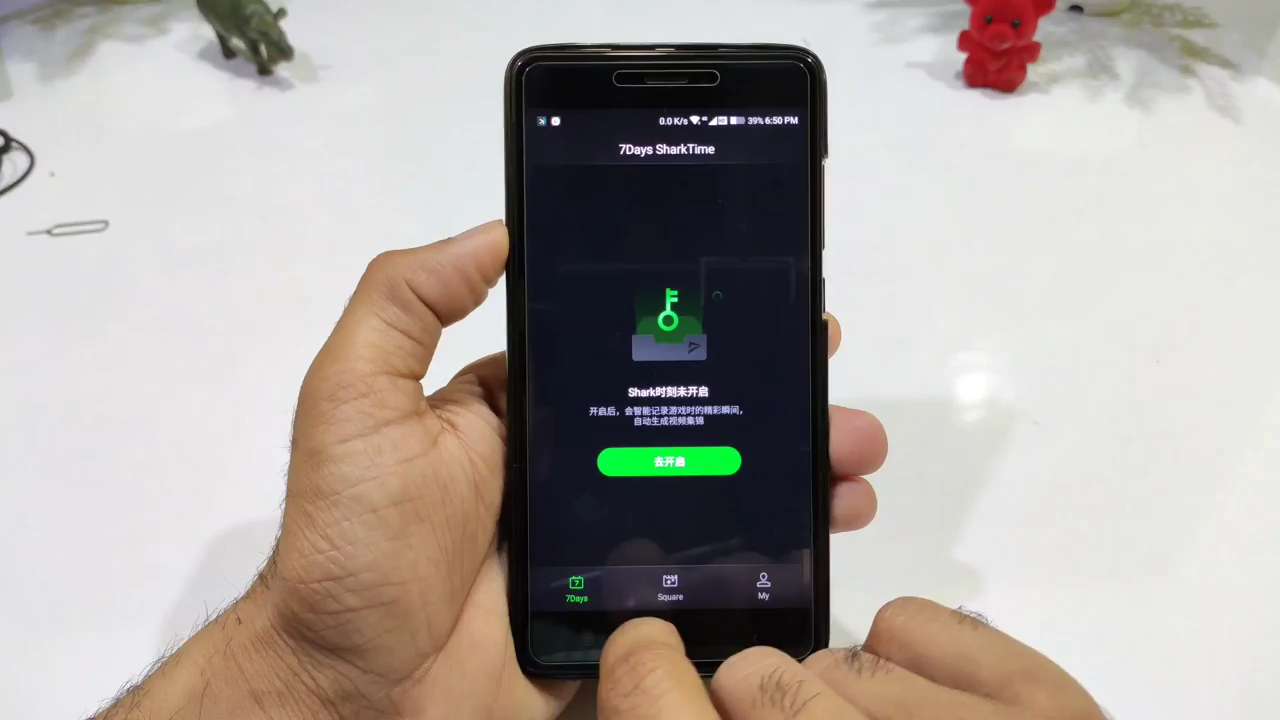 0.0 K/s 4G 39% 6:50 PM
7Days SharkTime
Shark时刻未开启
开启后，会智能记录游戏时的精彩瞬间，
自动生成视频集锦
去开启
7
7Days
Square
My